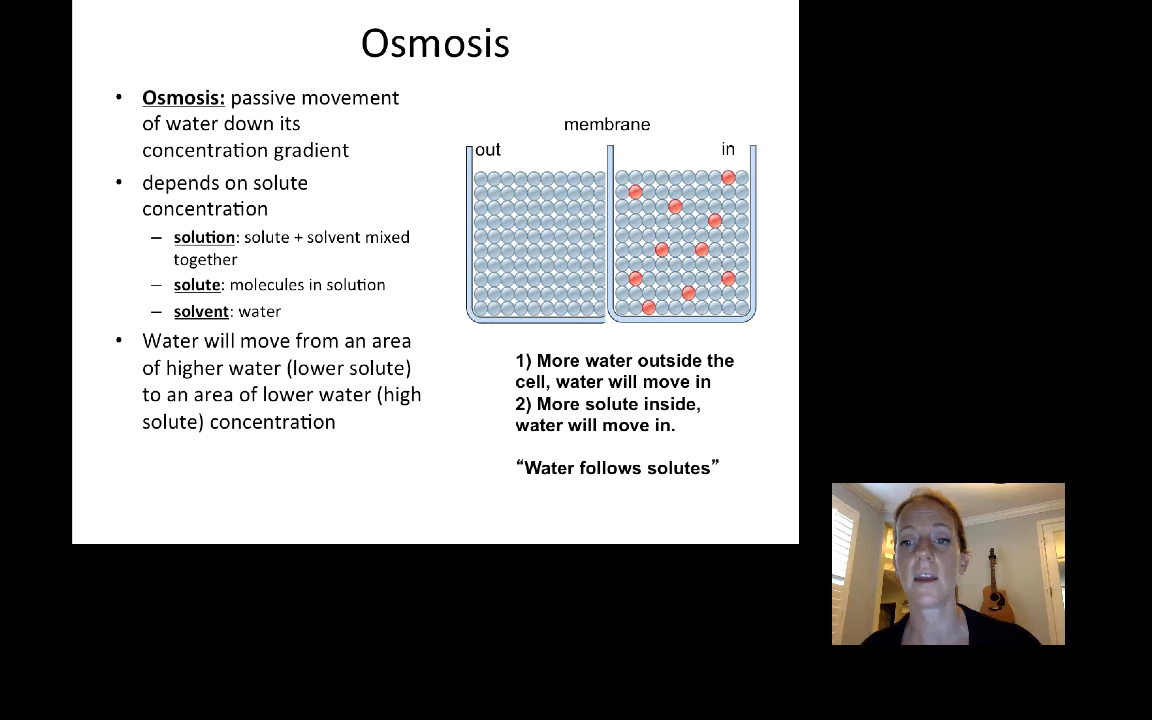 Osmosis
• Osmosis: passive movement
of water down its
concentration gradient
• depends on solute
concentration
– solution: solute + solvent mixed
together
– solute: molecules in solution
– solvent: water
• Water will move from an area
of higher water (lower solute)
to an area of lower water (high
solute) concentration
membrane
out
in
1) More water outside the
cell, water will move in
2) More solute inside,
water will move in.
“Water follows solutes”